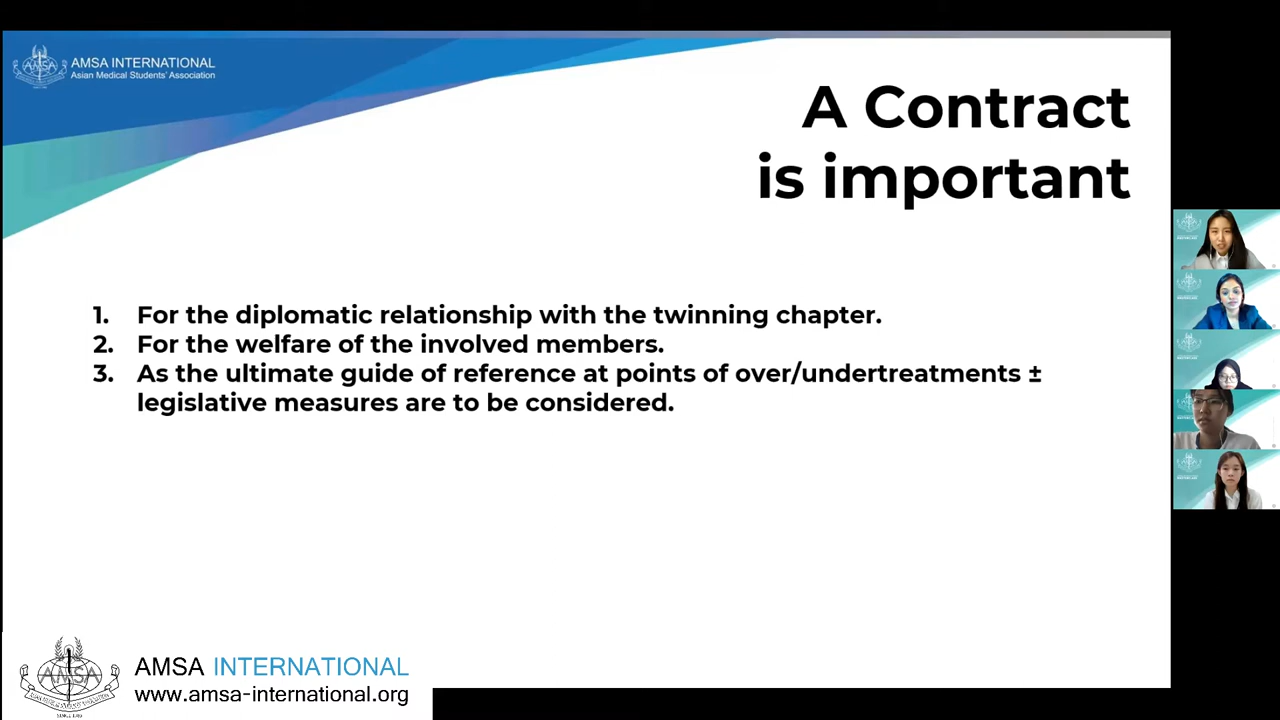 AMSA INTERNATIONAL
Asian Medical Students' Association
A Contract
is important
1. For the diplomatic relationship with the twinning chapter.
2. For the welfare of the involved members.
3. As the ultimate guide of reference at points of over/undertreatments ±
legislative measures are to be considered.
AMSA
AMSA INTERNATIONAL
www.amsa-international.org